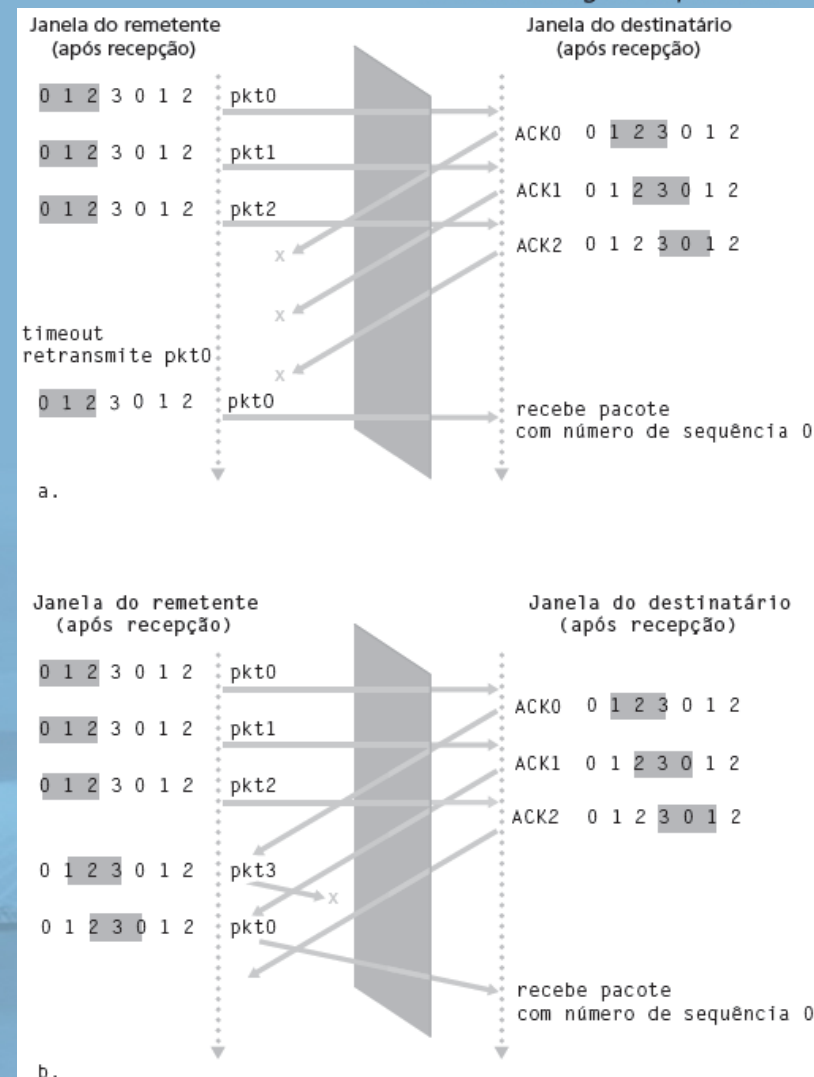 Janela do remetente
(após recepção)
Janela do destinatário
(após recepção)
0 1 2 3 0 1 2 pkt0
ACK0 0 1 2 3 0 1 2
0 1 2 3 0 1 2 pkt1
ACK1 0 1 2 3 0 1 2
0 1 2 3 0 1 2 pkt2
ACK2 0 1 2 3 0 1 2
x
x
x
timeout
retransmite pkt0
0 1 2 3 0 1 2 pkt0
recebe pacote
com número de sequência 0
a.
Janela do remetente
(após recepção)
Janela do destinatário
(após recepção)
0 1 2 3 0 1 2 pkt0
ACK0 0 1 2 3 0 1 2
0 1 2 3 0 1 2 pkt1
ACK1 0 1 2 3 0 1 2
0 1 2 3 0 1 2 pkt2
ACK2 0 1 2 3 0 1 2
0 1 2 3 0 1 2 pkt3
x
0 1 2 3 0 1 2 pkt0
recebe pacote
com número de sequência 0
b.